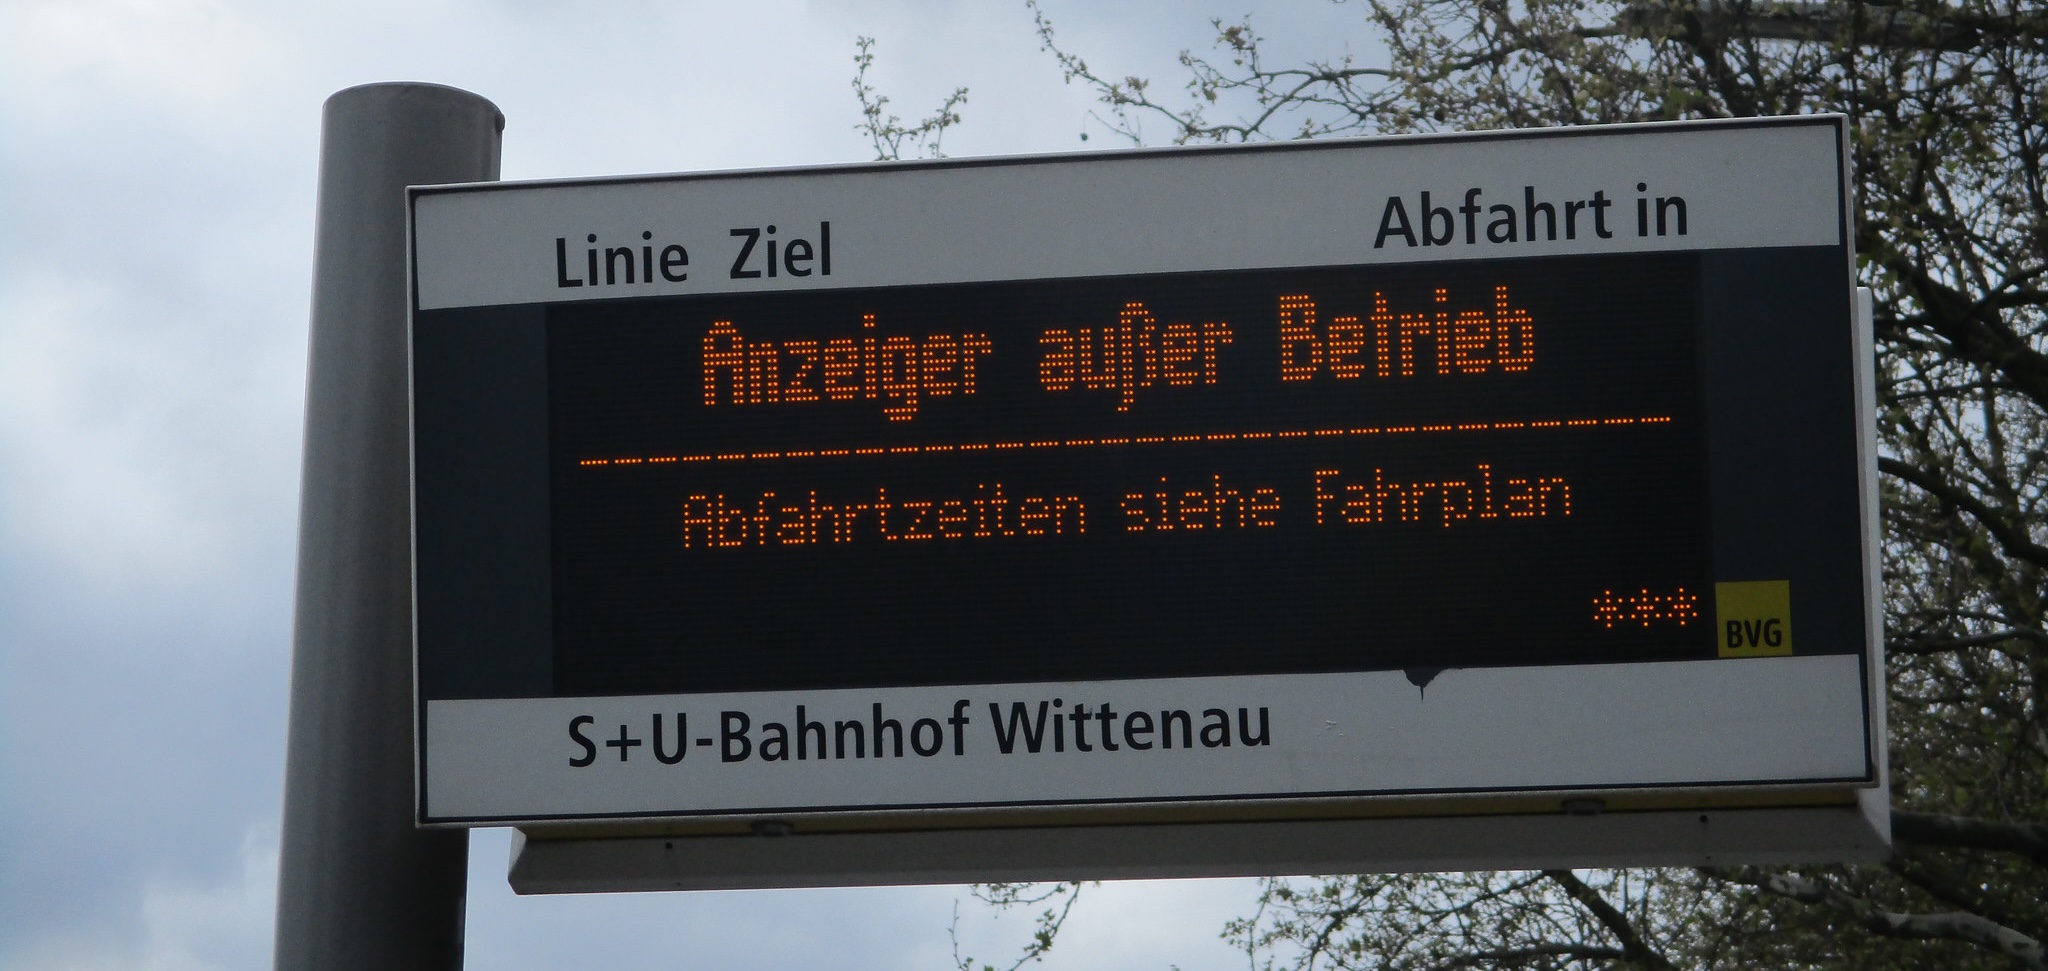 Linie Ziel Abfahrt in
Anzeiger außer Betrieb
-------------------------------
Abfahrtzeiten siehe Fahrplan
***
BVG
S+U-Bahnhof Wittenau